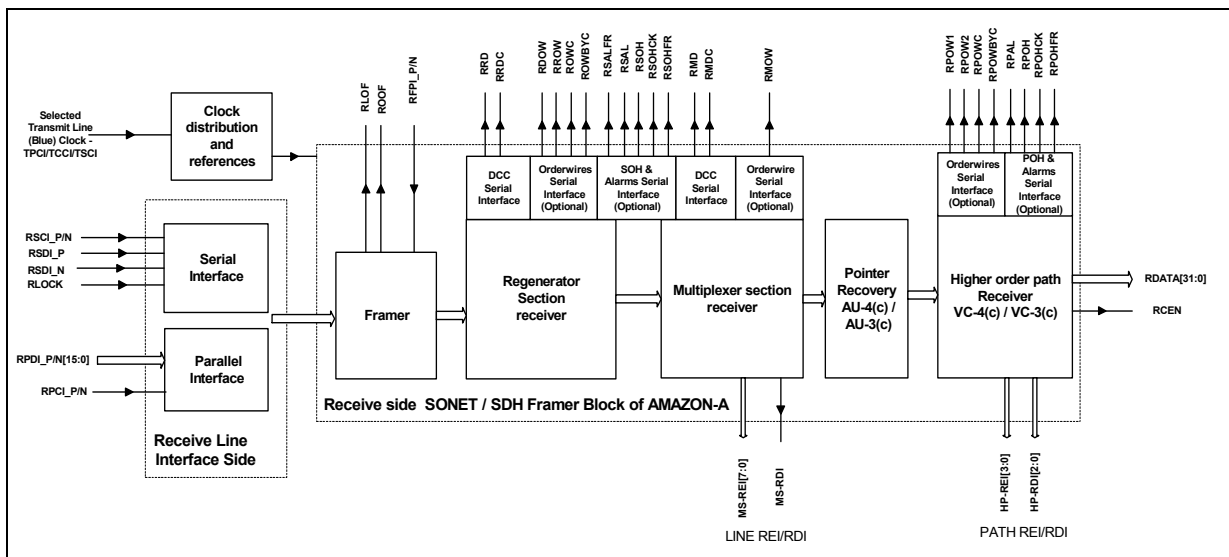 RRD
RRDC
RDOW
RROW
ROWC
ROWBYC
RSALFR
RSAL
RSOH
RSOHCK
RSOHFR
RMD
RMDC
RMOW
RPOW1
RPOW2
RPOWC
RPOWBYC
RPAL
RPOH
RPOHCK
RPOHFR
RLOF
ROOF
RFPI_P/N
Selected
Transmit Line
(Blue) Clock -
TPCI/TCCI/TSCI
Clock
distribution
and
references
DCC
Serial
Interface
Orderwires
Serial
Interface
(Optional)
SOH &
Alarms Serial
Interface
(Optional)
DCC
Serial
Interface
Orderwire
Serial
Interface
(Optional)
Orderwires
Serial
Interface
(Optional)
POH &
Alarms
Serial
Interface
(Optional)
RSCI_P/N
RSDI_P
RSDI_N
RLOCK
Serial
Interface
RPDI_P/N[15:0]
RPCI_P/N
Parallel
Interface
Receive Line
Interface Side
Framer
Regenerator
Section
receiver
Multiplexer section
receiver
Pointer
Recovery
AU-4(c) /
AU-3(c)
Higher order path
Receiver
VC-4(c) / VC-3(c)
RDATA[31:0]
RCEN
Receive side SONET / SDH Framer Block of AMAZON-A
MS-REI[7:0]
MS-RDI
HP-REI[3:0]
HP-RDI[2:0]
LINE REI/RDI
PATH REI/RDI